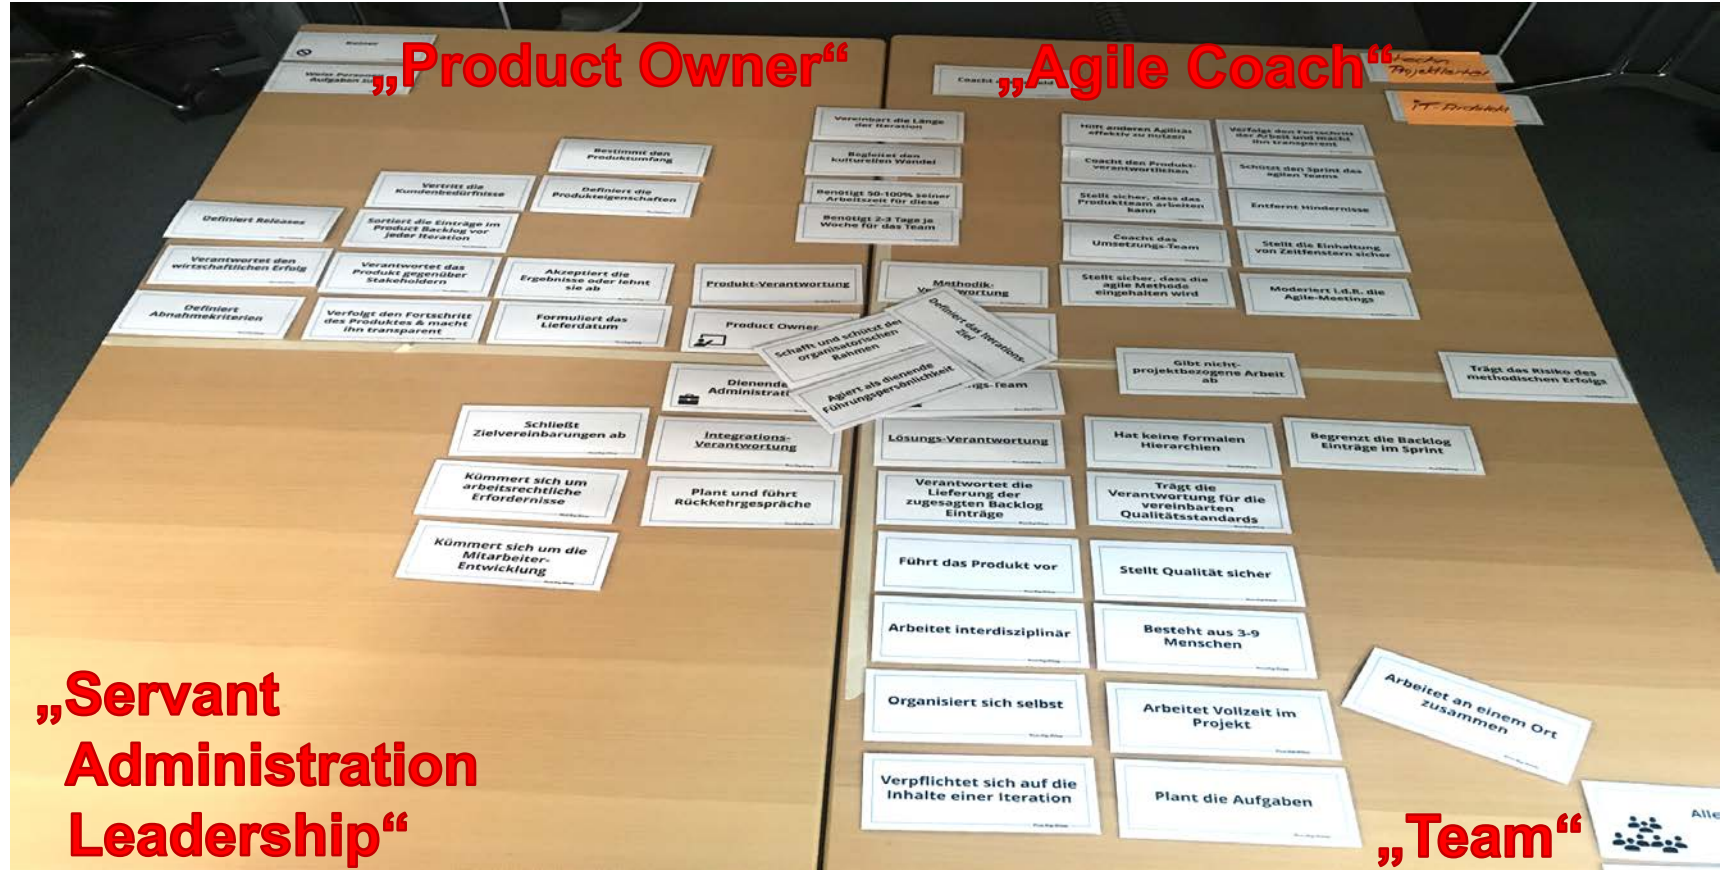 „Product Owner“
„Agile Coach“
„Servant
Administration
Leadership“
„Team“
Keiner
Weist Personen
Aufgaben zu
Bestimmt den
Produktumfang
Vertritt die
Kundenbedürfnisse
Definiert die
Produkteigenschaften
Definiert Releases
Sortiert die Einträge im
Product Backlog vor
jeder Iteration
Verantwortet den
wirtschaftlichen Erfolg
Verantwortet das
Produkt gegenüber
Stakeholdern
Akzeptiert die
Ergebnisse oder lehnt
sie ab
Produkt-Verantwortung
Definiert
Abnahmekriterien
Verfolgt den Fortschritt
des Produktes & macht
ihn transparent
Formuliert das
Lieferdatum
Product Owner
Vereinbart die Länge
der Iteration
Begleitet den
kulturellen Wandel
Benötigt 50-100% seiner
Arbeitszeit für diese
Benötigt 2-3 Tage je
Woche für das Team
Coacht
Techn
Projektleiter
IT-Architekt
Hilft anderen Agilität
effektiv zu nutzen
Verfolgt den Fortschritt
der Arbeit und macht
ihn transparent
Coacht den Produkt-
verantwortlichen
Schützt den Sprint des
agilen Teams
Stellt sicher, dass das
Produktteam arbeiten
kann
Entfernt Hindernisse
Coacht das
Umsetzungs-Team
Stellt die Einhaltung
von Zeitfenstern sicher
Methodik-
Stellt sicher, dass die
agile Methode
eingehalten wird
Moderiert i.d.R. die
Agile-Meetings
Definiert das Iterations-
Ziel
Schafft und schützt den
organisatorischen
Rahmen
Agiert als dienende
Führungspersönlichkeit
Gibt nicht-
projektbezogene Arbeit
ab
Trägt das Risiko des
methodischen Erfolgs
Dienende
Schließt
Zielvereinbarungen ab
Integrations-
Verantwortung
Kümmert sich um
arbeitsrechtliche
Erfordernisse
Plant und führt
Rückkehrgespräche
Kümmert sich um die
Mitarbeiter-
Entwicklung
Lösungs-Verantwortung
Hat keine formalen
Hierarchien
Begrenzt die Backlog
Einträge im Sprint
Verantwortet die
Lieferung der
zugesagten Backlog
Einträge
Trägt die
Verantwortung für die
vereinbarten
Qualitätsstandards
Führt das Produkt vor
Stellt Qualität sicher
Arbeitet interdisziplinär
Besteht aus 3-9
Menschen
Organisiert sich selbst
Arbeitet Vollzeit im
Projekt
Arbeitet an einem Ort
zusammen
Verpflichtet sich auf die
Inhalte einer Iteration
Plant die Aufgaben
Alle